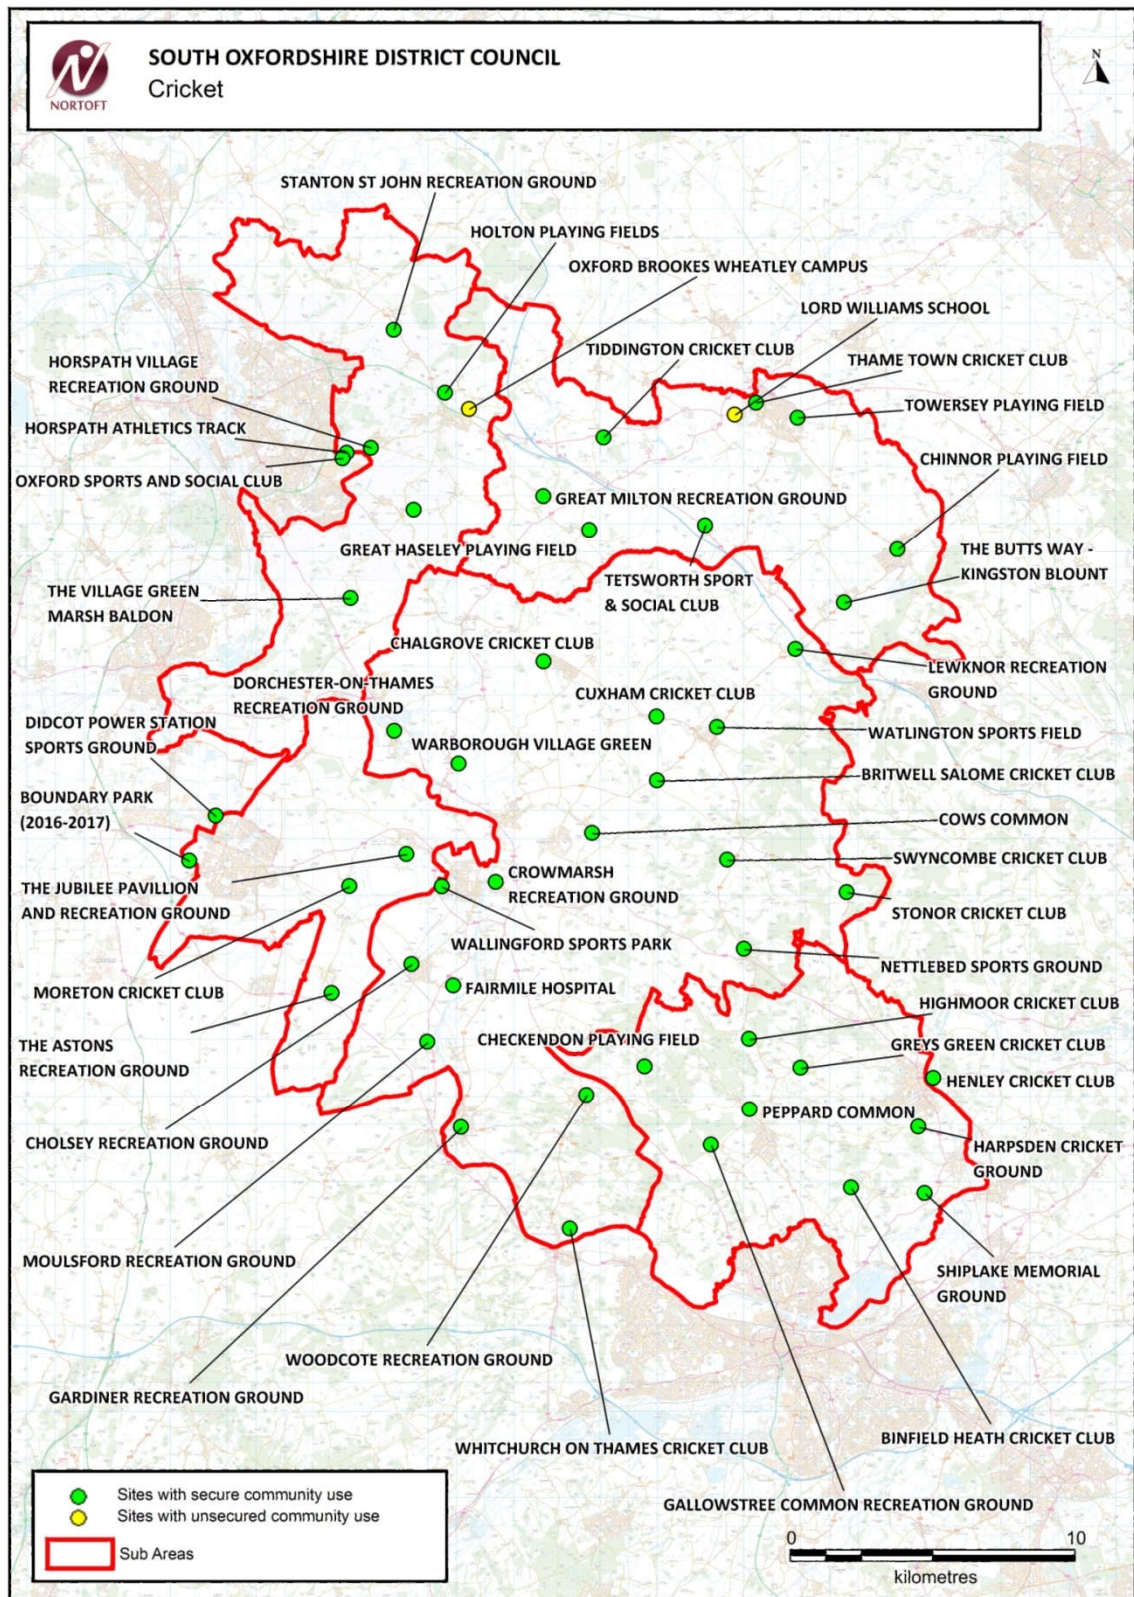 SOUTH OXFORDSHIRE DISTRICT COUNCIL
Cricket
NORTOFT
N
STANTON ST JOHN RECREATION GROUND
HOLTON PLAYING FIELDS
OXFORD BROOKES WHEATLEY CAMPUS
LORD WILLIAMS SCHOOL
TIDDINGTON CRICKET CLUB
THAME TOWN CRICKET CLUB
HORSPATH VILLAGE
RECREATION GROUND
TOWERSEY PLAYING FIELD
HORSPATH ATHLETICS TRACK
CHINNOR PLAYING FIELD
OXFORD SPORTS AND SOCIAL CLUB
GREAT MILTON RECREATION GROUND
GREAT HASELEY PLAYING FIELD
THE BUTTS WAY -
KINGSTON BLOUNT
TETSWORTH SPORT
& SOCIAL CLUB
THE VILLAGE GREEN
MARSH BALDON
CHALGROVE CRICKET CLUB
LEWKNOR RECREATION
GROUND
DORCHESTER-ON-THAMES
RECREATION GROUND
CUXHAM CRICKET CLUB
DIDCOT POWER STATION
SPORTS GROUND
WATLINGTON SPORTS FIELD
WARBOROUGH VILLAGE GREEN
BRITWELL SALOME CRICKET CLUB
BOUNDARY PARK
(2016-2017)
COWS COMMON
SWYNCOMBE CRICKET CLUB
CROWMARSH
RECREATION GROUND
THE JUBILEE PAVILLION
AND RECREATION GROUND
STONOR CRICKET CLUB
WALLINGFORD SPORTS PARK
NETTLEBED SPORTS GROUND
MORETON CRICKET CLUB
FAIRMILE HOSPITAL
HIGHMOOR CRICKET CLUB
CHECKENDON PLAYING FIELD
GREYS GREEN CRICKET CLUB
THE ASTONS
RECREATION GROUND
HENLEY CRICKET CLUB
PEPPARD COMMON
CHOLSEY RECREATION GROUND
HARPSDEN CRICKET
GROUND
MOULSFORD RECREATION GROUND
SHIPLAKE MEMORIAL
GROUND
WOODCOTE RECREATION GROUND
GARDINER RECREATION GROUND
WHITCHURCH ON THAMES CRICKET CLUB
BINFIELD HEATH CRICKET CLUB
GALLOWSTREE COMMON RECREATION GROUND
Sites with secure community use
Sites with unsecured community use
Sub Areas
0 10
kilometres